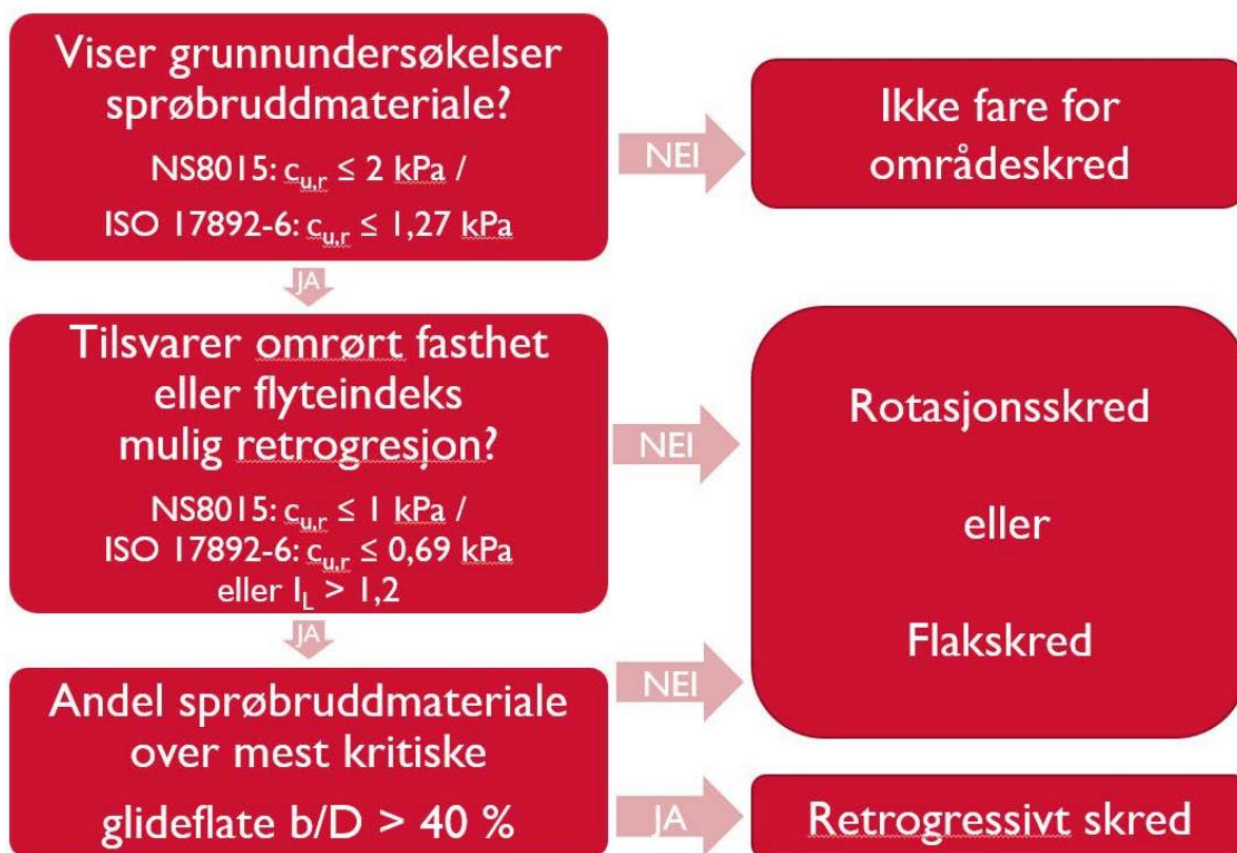 Viser grunnundersøkelser
sprøbruddmateriale?
NS8015: cu,r ≤ 2 kPa /
ISO 17892-6: cu,r ≤ 1,27 kPa
NEI
Ikke fare for
områdeskred
JA
Tilsvarer omrørt fasthet
eller flyteindeks
mulig retrogresjon?
NS8015: cu,r ≤ 1 kPa /
ISO 17892-6: cu,r ≤ 0,69 kPa
eller IL > 1,2
NEI
Rotasjonsskred
eller
Flakskred
JA
Andel sprøbruddmateriale
over mest kritiske
glideflate b/D > 40 %
NEI
JA
Retrogressivt skred